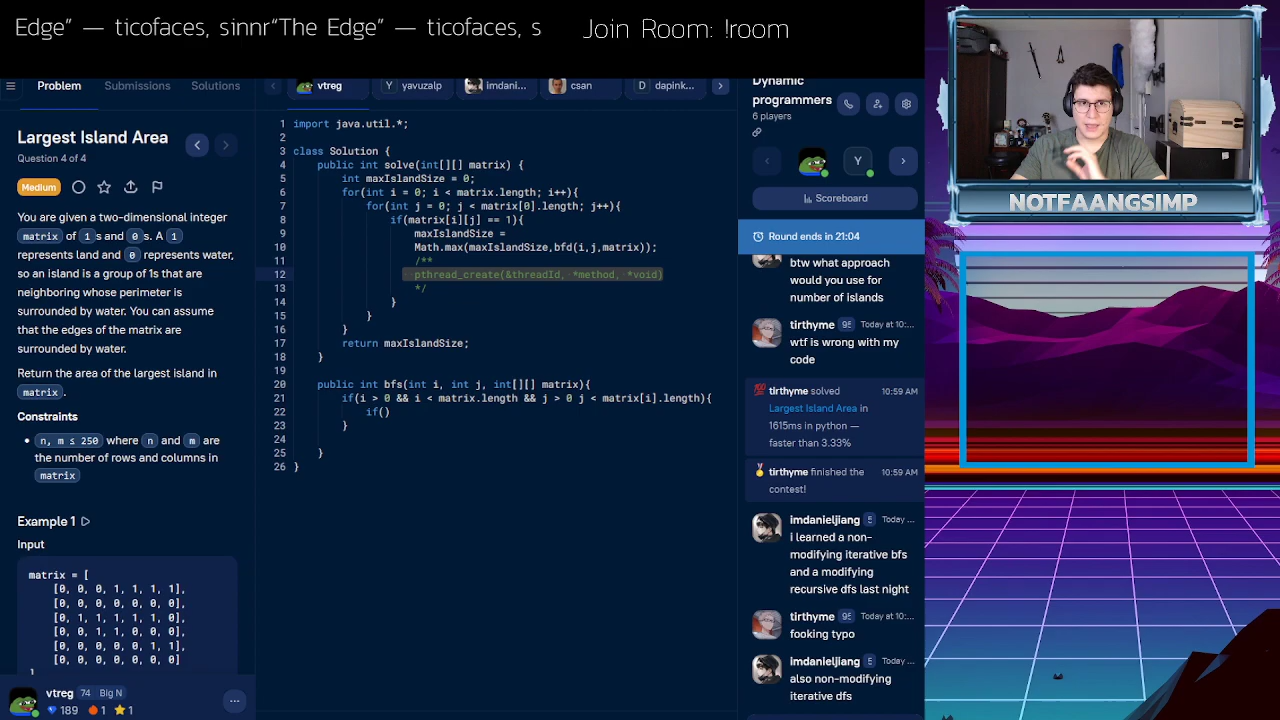 Edge” — ticofaces, sinnr“The Edge” — ticofaces, s
Join Room: !room
Problem
Submissions
Solutions
Largest Island Area
Question 4 of 4
Medium
You are given a two-dimensional integer
matrix of 1s and 0s. A 1
represents land and 0 represents water,
so an island is a group of 1s that are
neighboring whose perimeter is
surrounded by water. You can assume
that the edges of the matrix are
surrounded by water.
Return the area of the largest island in
matrix.
Constraints
n, m ≤ 250 where n and m are
the number of rows and columns in
matrix
Example 1
Input
matrix = [
[0, 0, 0, 1, 1, 1, 1],
[0, 0, 0, 0, 0, 0, 0],
[0, 1, 1, 1, 1, 1, 0],
[0, 0, 1, 1, 0, 0, 0],
[0, 0, 0, 0, 0, 1, 1],
[0, 0, 0, 0, 0, 0, 0]
vtreg 74 Big N
189 1 1
vtreg
Y yavuzalp
imdani...
csan
D dapink...
1 import java.util.*;
2
3 class Solution {
4 public int solve(int[][] matrix) {
5 int maxIslandSize = 0;
6 for(int i = 0; i < matrix.length; i++){
7 for(int j = 0; j < matrix[0].length; j++){
8 if(matrix[i][j] == 1){
9 maxIslandSize =
10 Math.max(maxIslandSize,bfd(i,j,matrix));
11 /**
12 pthread_create(&threadId, *method, *void)
13 */
14 }
15 }
16 }
17 return maxIslandSize;
18 }
19
20 public int bfs(int i, int j, int[][] matrix){
21 if(i > 0 && i < matrix.length && j > 0 j < matrix[i].length){
22 if()
23 }
24
25 }
26 }
Dynamic
programmers
6 players
Y
Scoreboard
Round ends in 21:04
btw what approach
would you use for
number of islands
tirthyme Today at 10:...
wtf is wrong with my
code
tirthyme solved 10:59 AM
Largest Island Area in
1615ms in python —
faster than 3.33%
tirthyme finished the 10:59 AM
contest!
imdanieljiang 5 Today ...
i learned a non-
modifying iterative bfs
and a modifying
recursive dfs last night
tirthyme Today at 10:...
fooking typo
imdanieljiang 5 Today ...
also non-modifying
iterative dfs
NOTFAANGSIMP